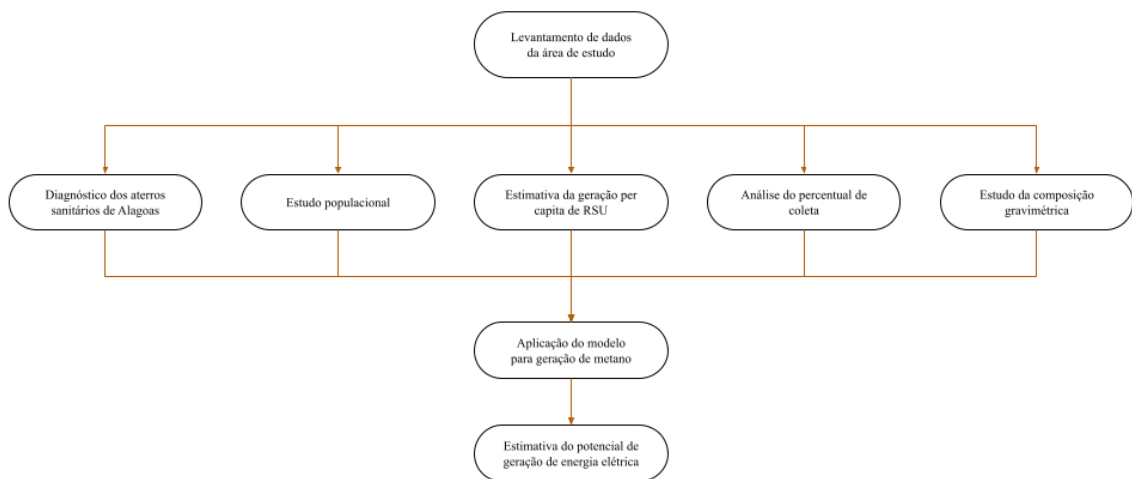 Levantamento de dados
da área de estudo
Diagnóstico dos aterros
sanitários de Alagoas
Estudo populacional
Estimativa da geração per
capita de RSU
Análise do percentual de
coleta
Estudo da composição
gravimétrica
Aplicação do modelo
para geração de metano
Estimativa do potencial de
geração de energia elétrica